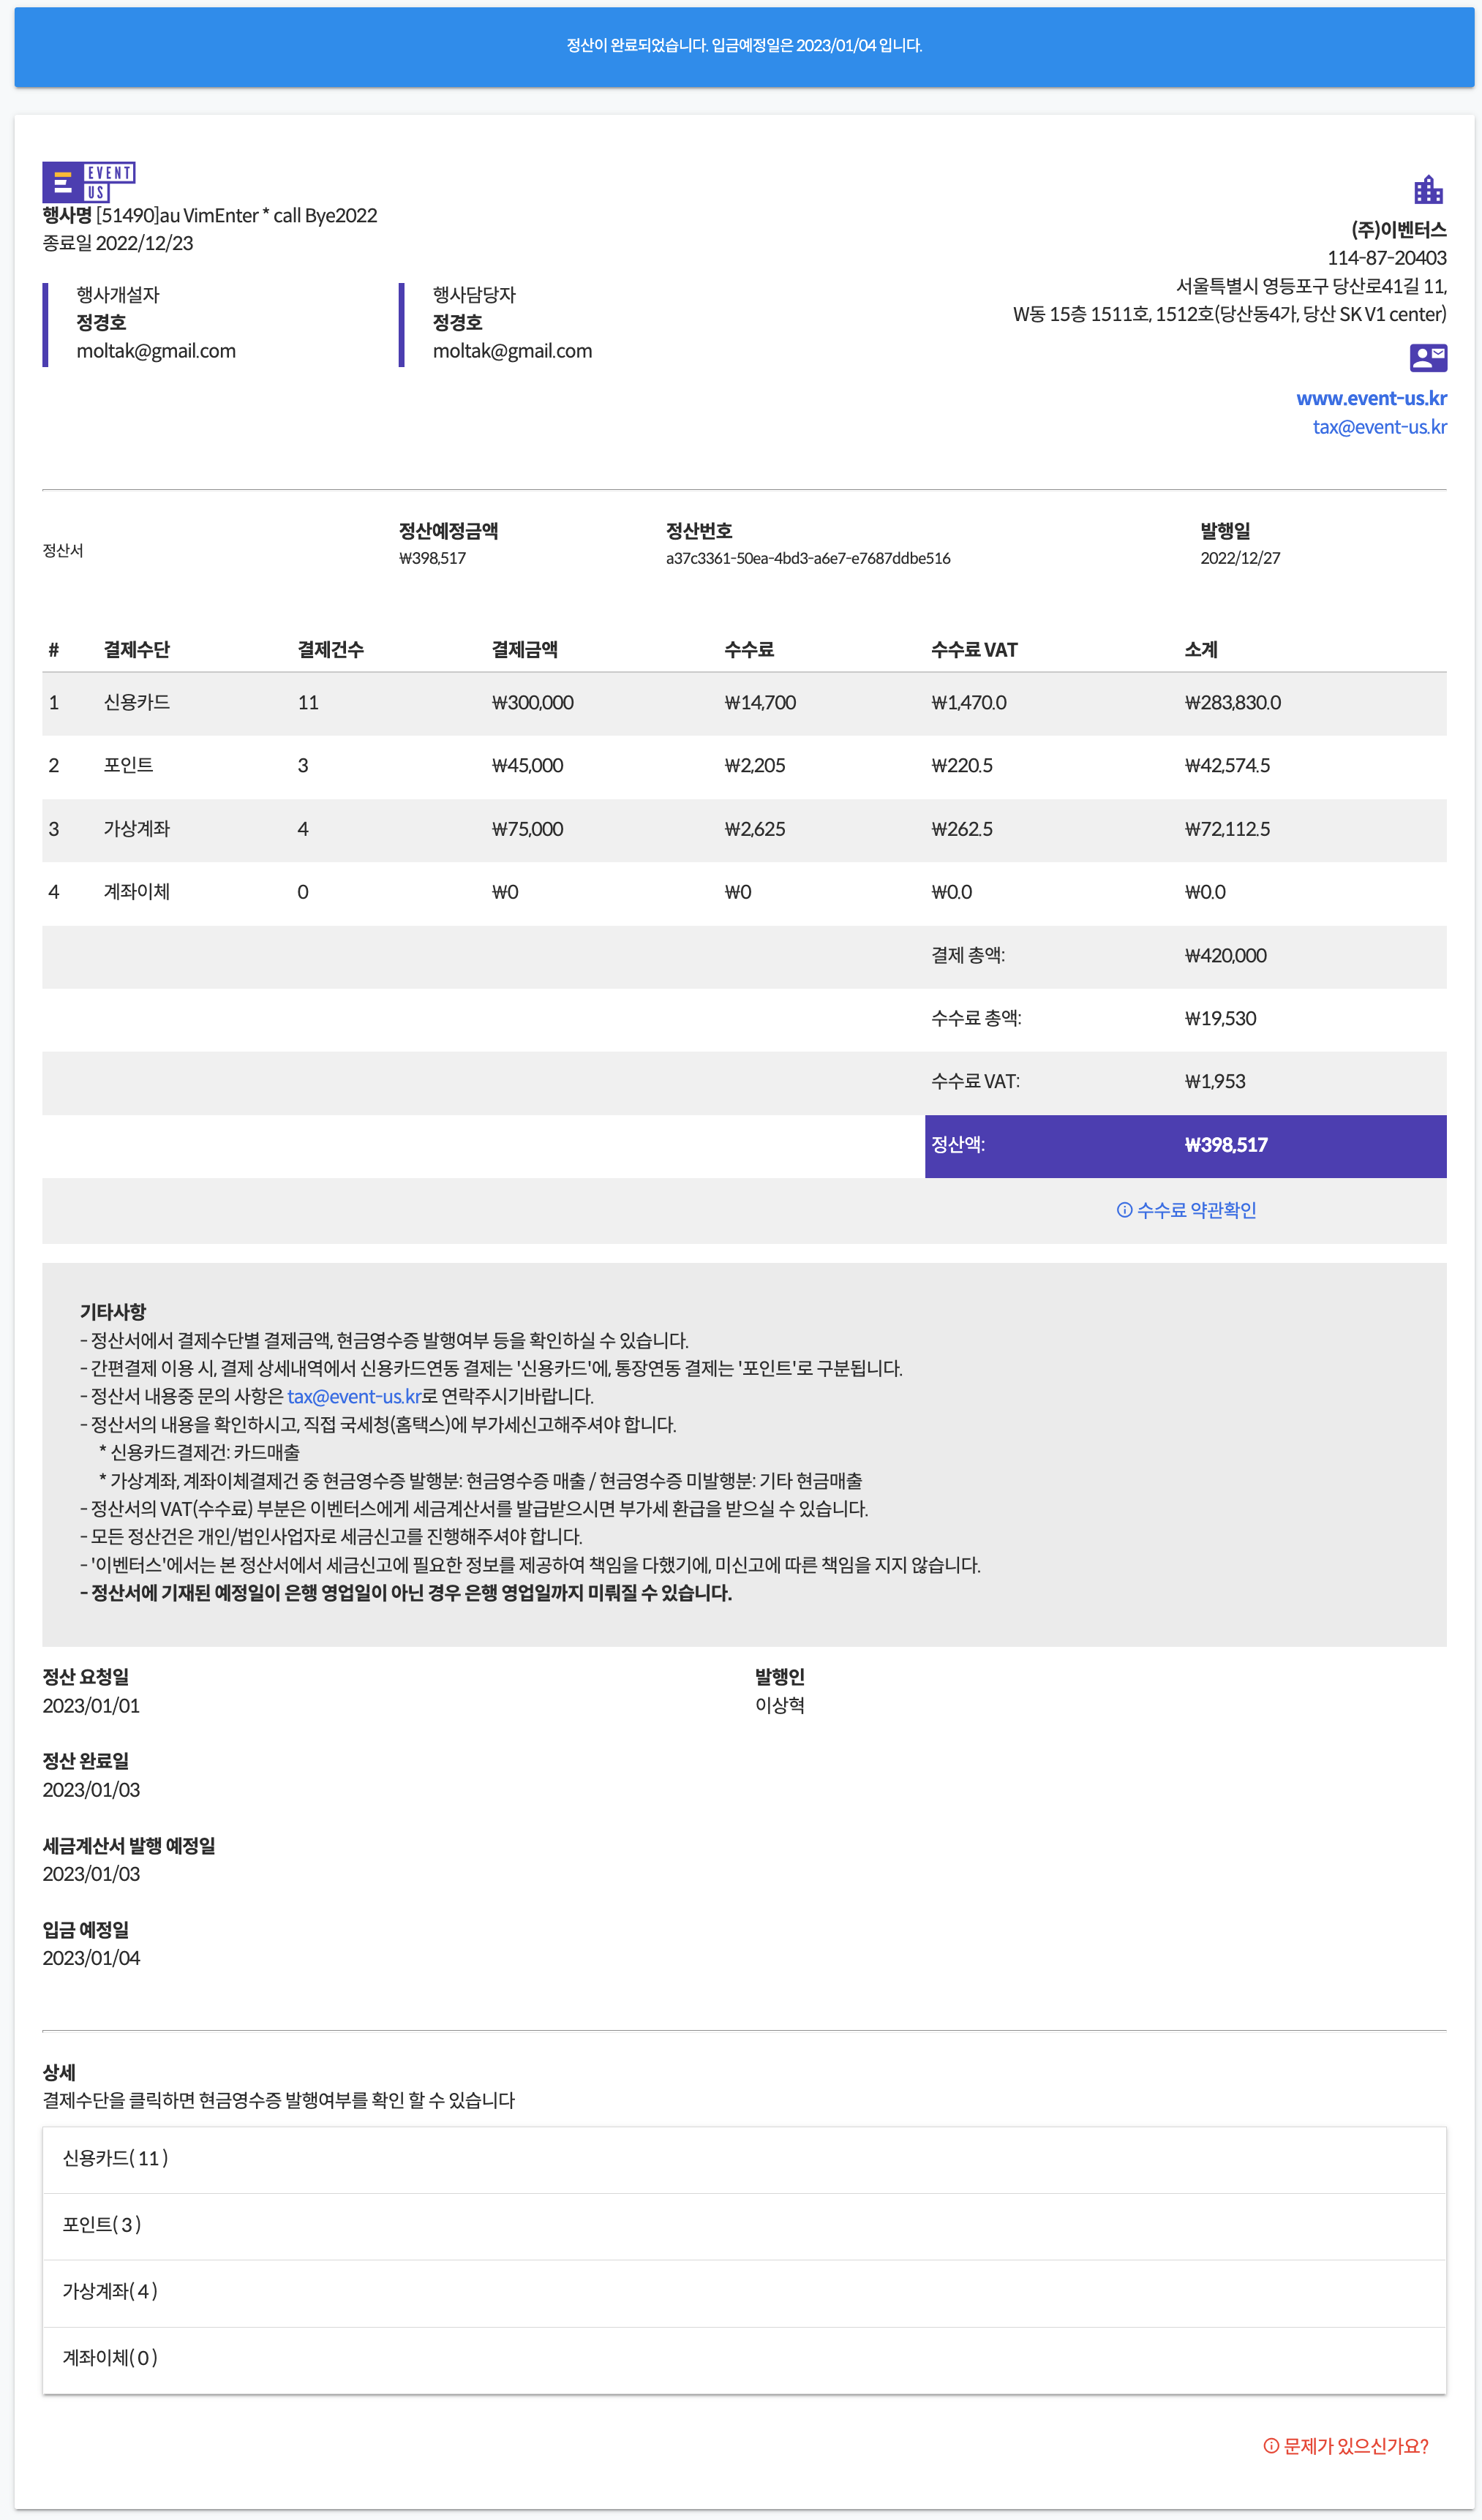 정산이 완료되었습니다. 입금예정일은 2023/01/04 입니다.
EVENT
US
행사명 [51490]au VimEnter * call Bye2022
종료일 2022/12/23
행사개설자
정경호
moltak@gmail.com
행사담당자
정경호
moltak@gmail.com
(주)이벤터스
114-87-20403
서울특별시 영등포구 당산로41길 11,
W동 15층 1511호, 1512호(당산동4가, 당산 SK V1 center)
www.event-us.kr
tax@event-us.kr
정산서
정산예정금액
₩398,517
정산번호
a37c3361-50ea-4bd3-a6e7-e7687ddbe516
발행일
2022/12/27
# 결제수단 결제건수 결제금액 수수료 수수료 VAT 소계
1 신용카드 11 ₩300,000 ₩14,700 ₩1,470.0 ₩283,830.0
2 포인트 3 ₩45,000 ₩2,205 ₩220.5 ₩42,574.5
3 가상계좌 4 ₩75,000 ₩2,625 ₩262.5 ₩72,112.5
4 계좌이체 0 ₩0 ₩0 ₩0.0 ₩0.0
결제 총액: ₩420,000
수수료 총액: ₩19,530
수수료 VAT: ₩1,953
정산액: ₩398,517
수수료 약관확인
기타사항
- 정산서에서 결제수단별 결제금액, 현금영수증 발행여부 등을 확인하실 수 있습니다.
- 간편결제 이용 시, 결제 상세내역에서 신용카드연동 결제는 '신용카드'에, 통장연동 결제는 '포인트'로 구분됩니다.
- 정산서 내용중 문의 사항은 tax@event-us.kr로 연락주시기바랍니다.
- 정산서의 내용을 확인하시고, 직접 국세청(홈택스)에 부가세신고해주셔야 합니다.
* 신용카드결제건: 카드매출
* 가상계좌, 계좌이체결제건 중 현금영수증 발행분: 현금영수증 매출 / 현금영수증 미발행분: 기타 현금매출
- 정산서의 VAT(수수료) 부분은 이벤터스에게 세금계산서를 발급받으시면 부가세 환급을 받으실 수 있습니다.
- 모든 정산건은 개인/법인사업자로 세금신고를 진행해주셔야 합니다.
- '이벤터스'에서는 본 정산서에서 세금신고에 필요한 정보를 제공하여 책임을 다했기에, 미신고에 따른 책임을 지지 않습니다.
- 정산서에 기재된 예정일이 은행 영업일이 아닌 경우 은행 영업일까지 미뤄질 수 있습니다.
정산 요청일
2023/01/01
발행인
이상혁
정산 완료일
2023/01/03
세금계산서 발행 예정일
2023/01/03
입금 예정일
2023/01/04
상세
결제수단을 클릭하면 현금영수증 발행여부를 확인 할 수 있습니다
신용카드( 11 )
포인트( 3 )
가상계좌( 4 )
계좌이체( 0 )
문제가 있으신가요?